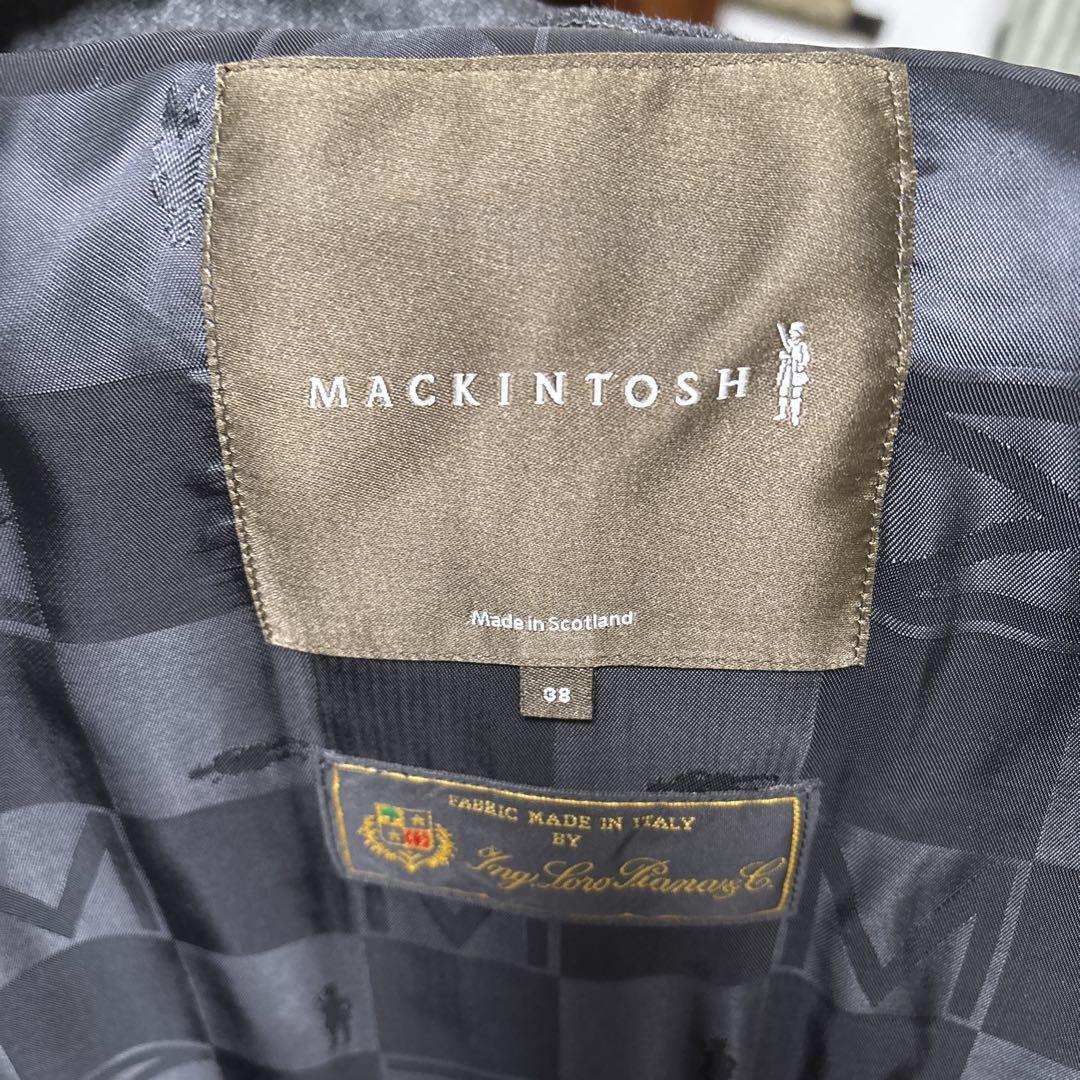 MACKINTOSH
Made in Scotland
38
FABRIC MADE IN ITALY
BY
Ing. Loro Piana & C.